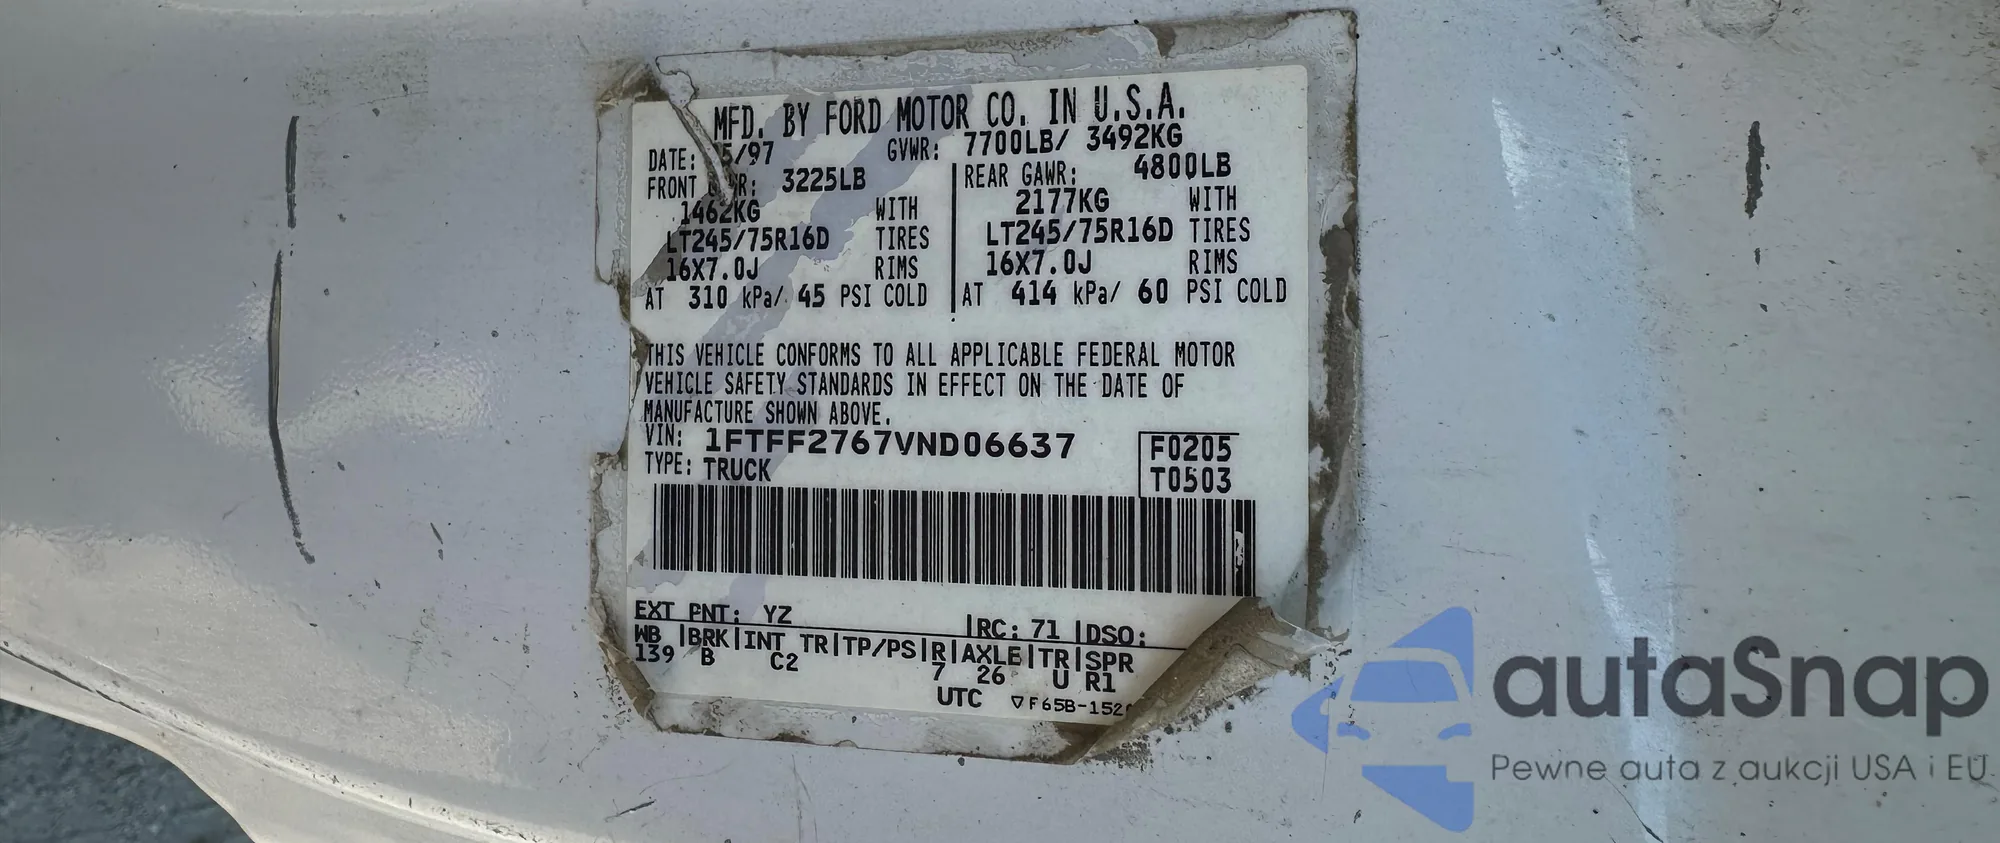 MFD. BY FORD MOTOR CO. IN U.S.A.
DATE: 5/97 GVWR: 7700LB/ 3492KG
FRONT GAWR: 3225LB
1462KG WITH
LT245/75R16D TIRES
16X7.0J RIMS
AT 310 kPa/ 45 PSI COLD
REAR GAWR: 4800LB
2177KG WITH
LT245/75R16D TIRES
16X7.0J RIMS
AT 414 kPa/ 60 PSI COLD
THIS VEHICLE CONFORMS TO ALL APPLICABLE FEDERAL MOTOR
VEHICLE SAFETY STANDARDS IN EFFECT ON THE DATE OF
MANUFACTURE SHOWN ABOVE.
VIN: 1FTFF2767VND06637
TYPE: TRUCK
F0205
T0503
EXT PNT: YZ |RC: 71 |DSO:
WB |BRK|INT TR|TP/PS|R|AXLE|TR|SPR
139 B C2 7 26 U R1
UTC ▽F65B-152
autaSnap
Pewne auta z aukcji USA i EU